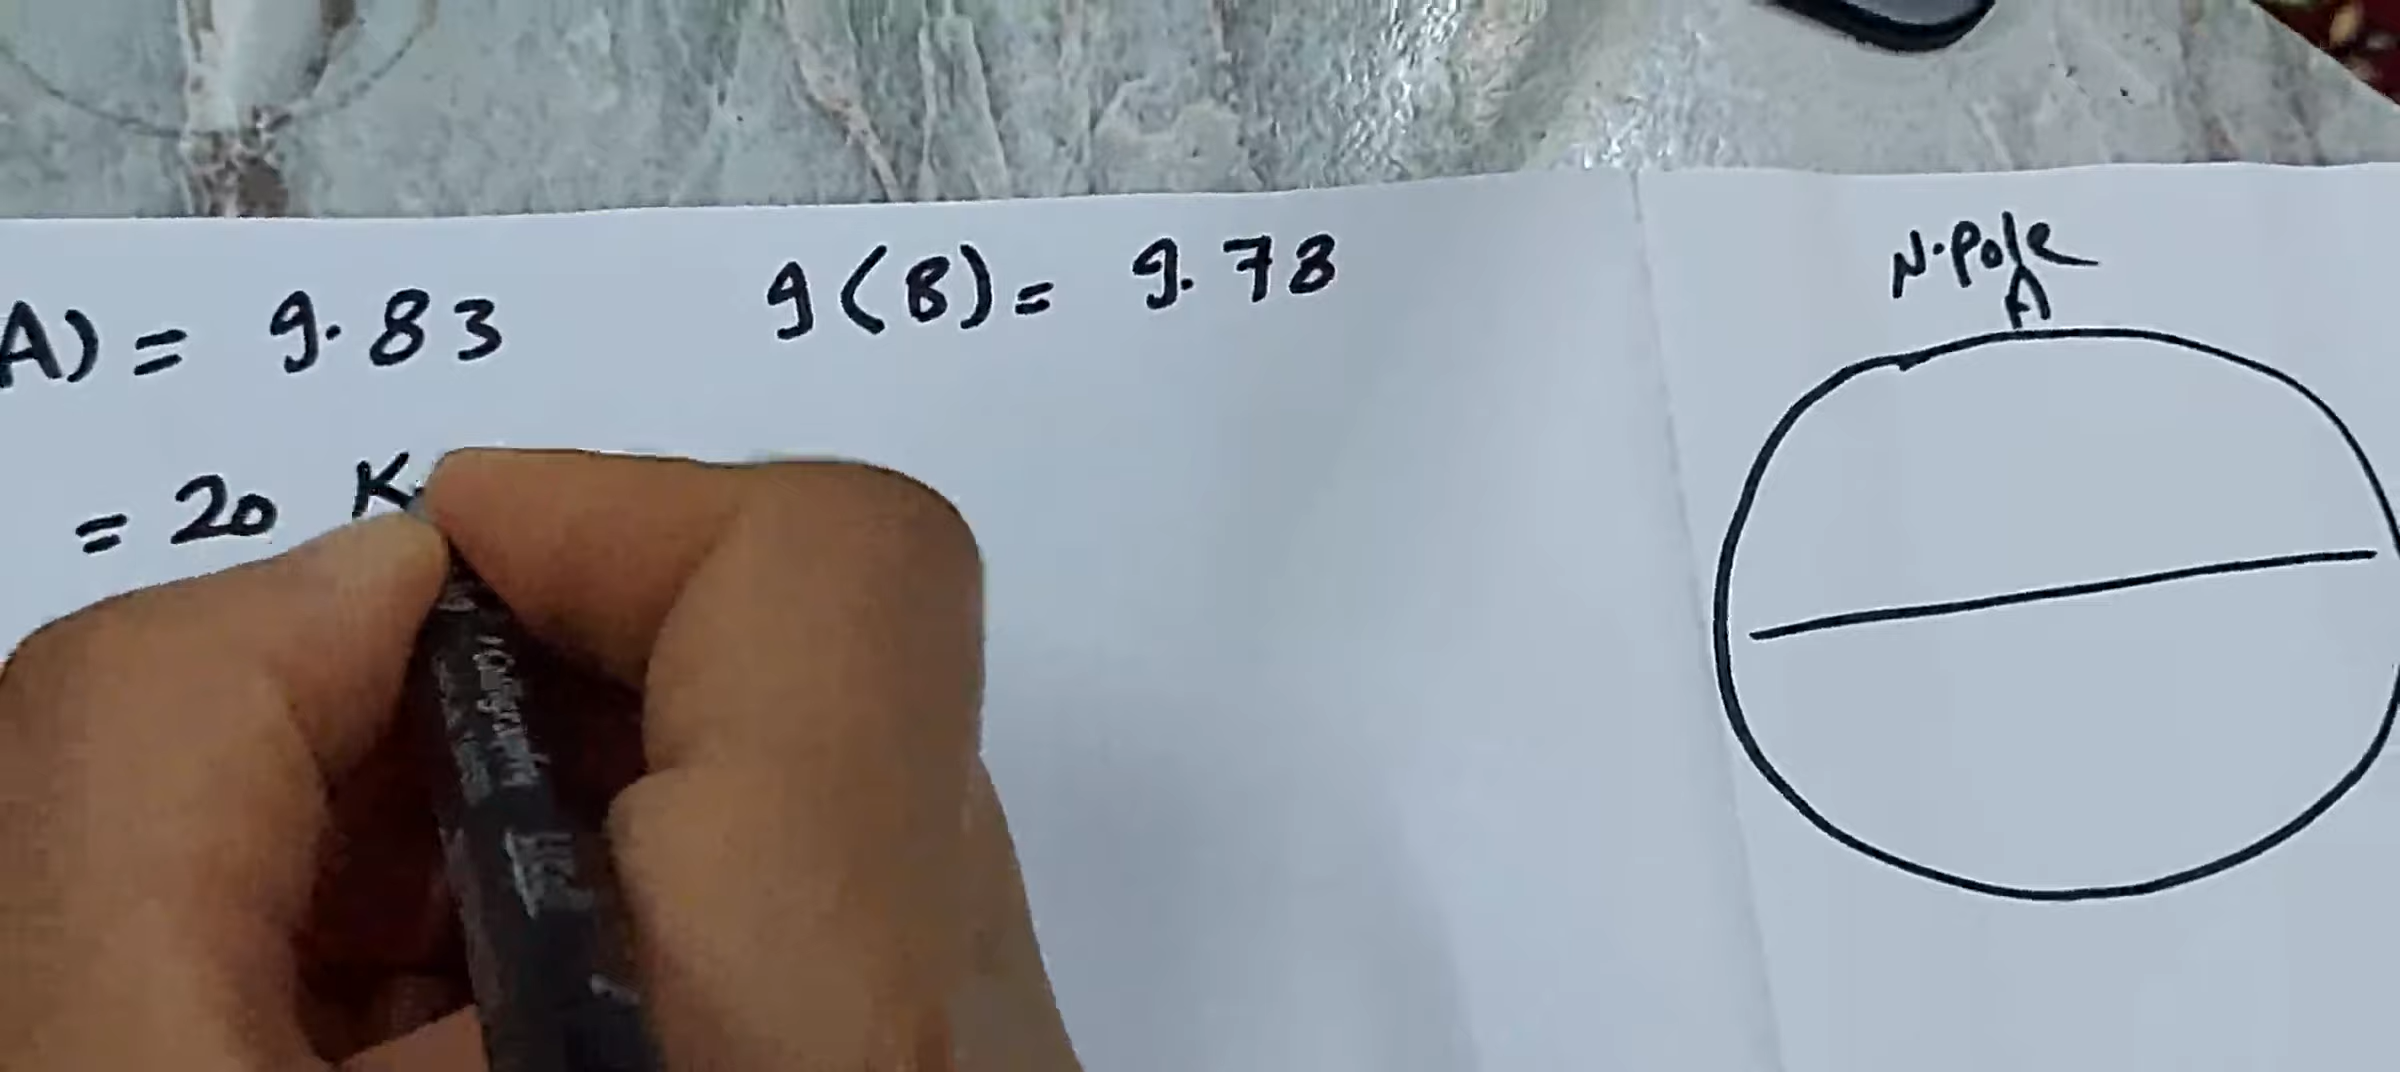 A) = 9.83
g(B) = 9.78
N·Pole
A
= 20 K